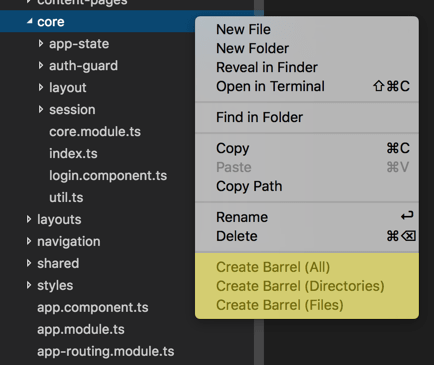 content-pages
core
app-state
auth-guard
layout
session
core.module.ts
index.ts
login.component.ts
util.ts
layouts
navigation
shared
styles
app.component.ts
app.module.ts
app-routing.module.ts
New File
New Folder
Reveal in Finder
Open in Terminal ⇧⌘C
Find in Folder
Copy ⌘C
Paste ⌘V
Copy Path
Rename ↩
Delete ⌘⌫
Create Barrel (All)
Create Barrel (Directories)
Create Barrel (Files)